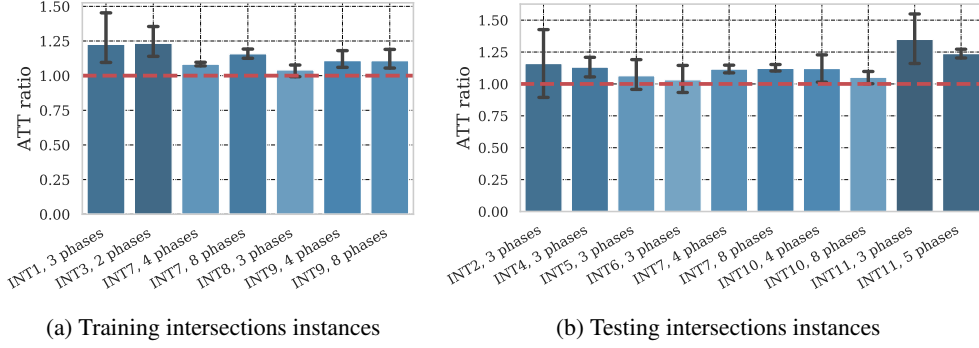 1.50
1.25
1.00
0.75
0.50
0.25
0.00
ATT ratio
INT1, 3 phases
INT3, 2 phases
INT7, 4 phases
INT7, 8 phases
INT8, 3 phases
INT9, 4 phases
INT9, 8 phases
(a) Training intersections instances
1.50
1.25
1.00
0.75
0.50
0.25
0.00
ATT ratio
INT2, 3 phases
INT4, 3 phases
INT5, 3 phases
INT6, 3 phases
INT7, 4 phases
INT7, 8 phases
INT10, 4 phases
INT10, 8 phases
INT11, 3 phases
INT11, 5 phases
(b) Testing intersections instances